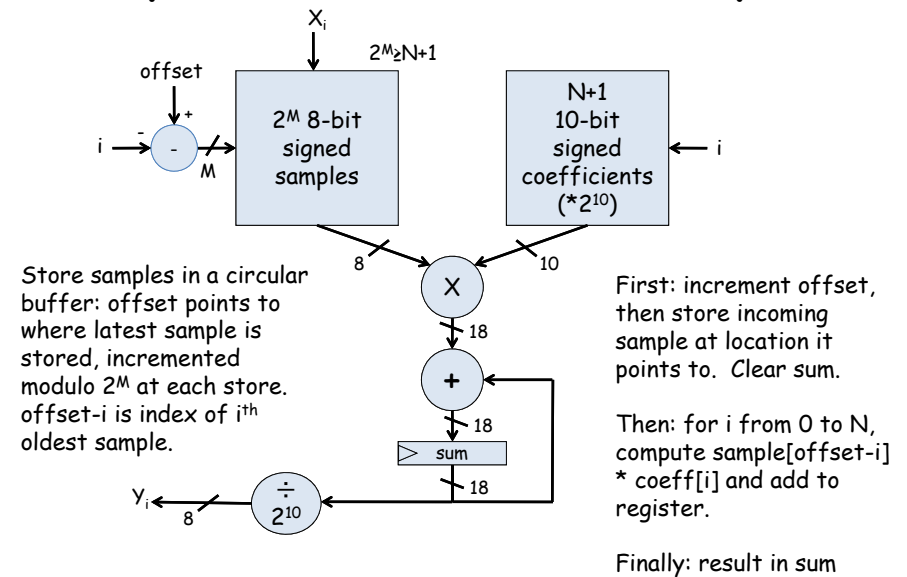 Xᵢ
2ᴹ≥N+1
offset
+
-
i
-
M
2ᴹ 8-bit
signed
samples
N+1
10-bit
signed
coefficients
(*2¹⁰)
i
8
10
X
18
+
18
sum
18
÷
2¹⁰
Yᵢ
8
Store samples in a circular
buffer: offset points to
where latest sample is
stored, incremented
modulo 2ᴹ at each store.
offset-i is index of iᵗʰ
oldest sample.
First: increment offset,
then store incoming
sample at location it
points to. Clear sum.
Then: for i from 0 to N,
compute sample[offset-i]
* coeff[i] and add to
register.
Finally: result in sum